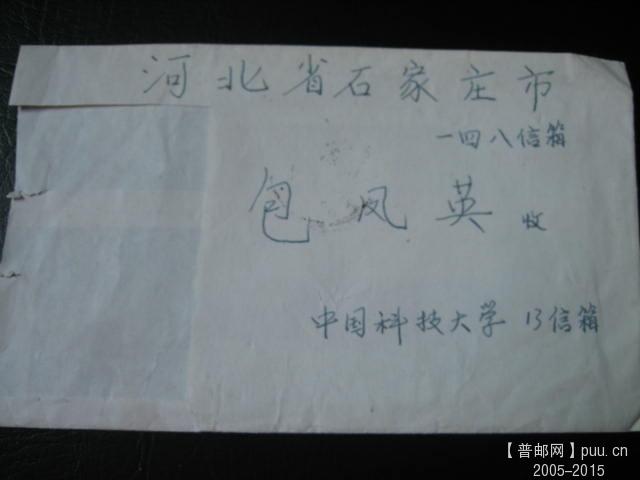 河北省石家庄市
一四八信箱
包凤英 收
中国科技大学 13信箱
【普邮网】puu.cn
2005-2015